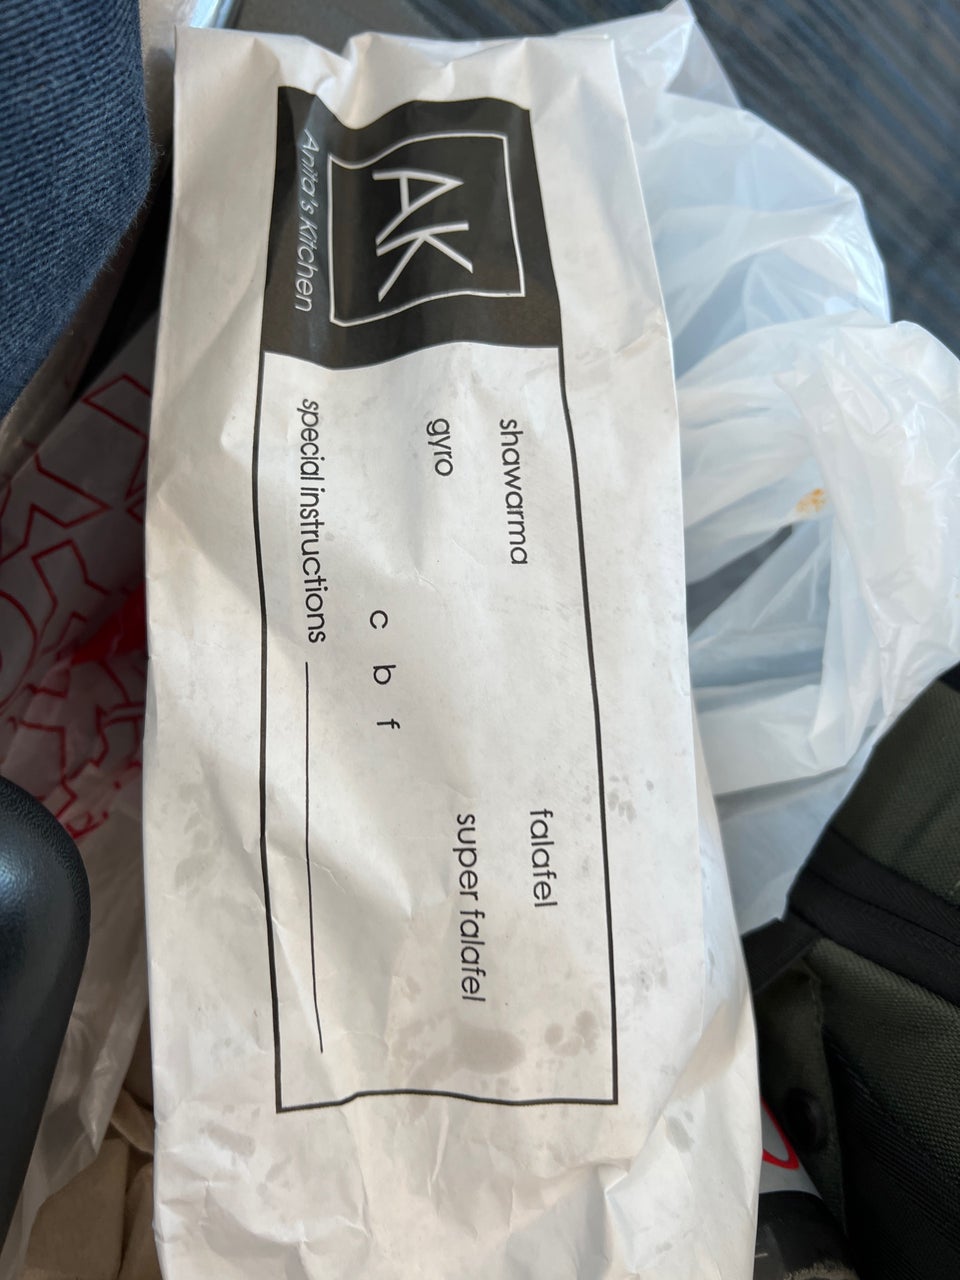 AK
Anita's Kitchen
shawarma falafel
gyro super falafel
c b f
special instructions